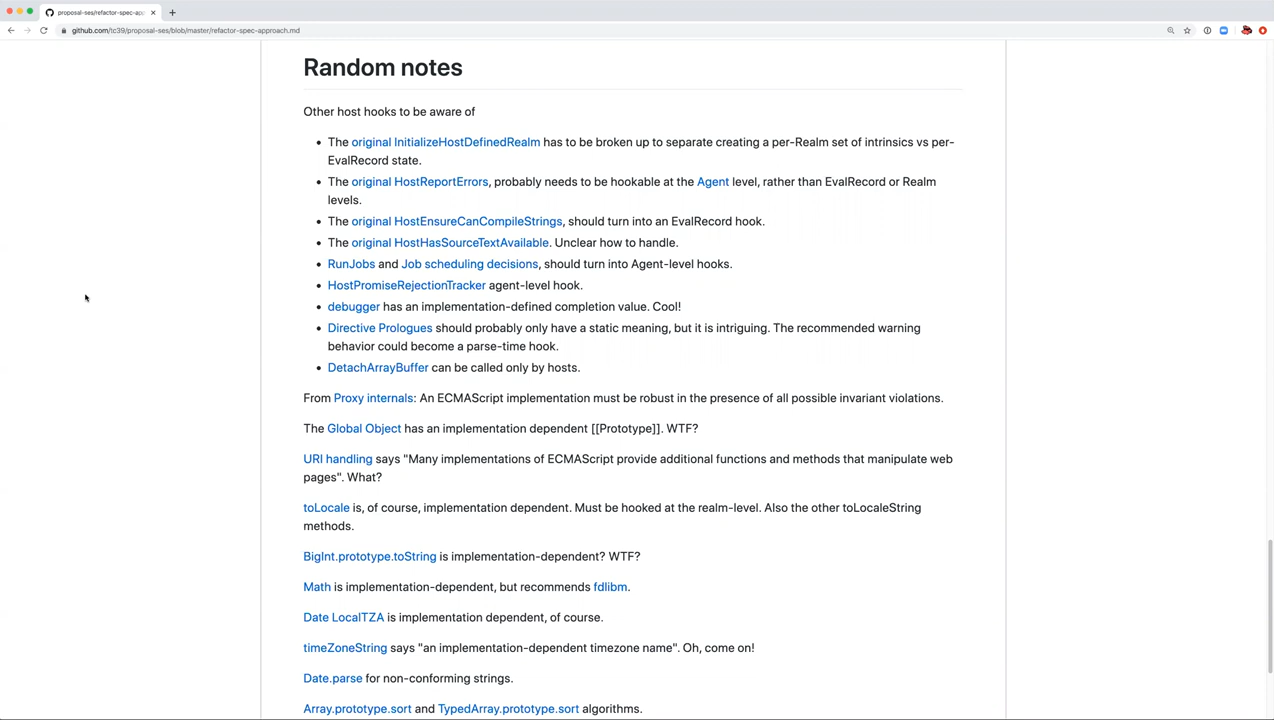 tc39/proposal-ses/refactor-spec-app
github.com/tc39/proposal-ses/blob/master/refactor-spec-approach.md
Random notes
Other host hooks to be aware of
• The original InitializeHostDefinedRealm has to be broken up to separate creating a per-Realm set of intrinsics vs per-
EvalRecord state.
• The original HostReportErrors, probably needs to be hookable at the Agent level, rather than EvalRecord or Realm
levels.
• The original HostEnsureCanCompileStrings, should turn into an EvalRecord hook.
• The original HostHasSourceTextAvailable. Unclear how to handle.
• RunJobs and Job scheduling decisions, should turn into Agent-level hooks.
• HostPromiseRejectionTracker agent-level hook.
• debugger has an implementation-defined completion value. Cool!
• Directive Prologues should probably only have a static meaning, but it is intriguing. The recommended warning
behavior could become a parse-time hook.
• DetachArrayBuffer can be called only by hosts.
From Proxy internals: An ECMAScript implementation must be robust in the presence of all possible invariant violations.
The Global Object has an implementation dependent [[Prototype]]. WTF?
URI handling says "Many implementations of ECMAScript provide additional functions and methods that manipulate web
pages". What?
toLocale is, of course, implementation dependent. Must be hooked at the realm-level. Also the other toLocaleString
methods.
BigInt.prototype.toString is implementation-dependent? WTF?
Math is implementation-dependent, but recommends fdlibm.
Date LocalTZA is implementation dependent, of course.
timeZoneString says "an implementation-dependent timezone name". Oh, come on!
Date.parse for non-conforming strings.
Array.prototype.sort and TypedArray.prototype.sort algorithms.